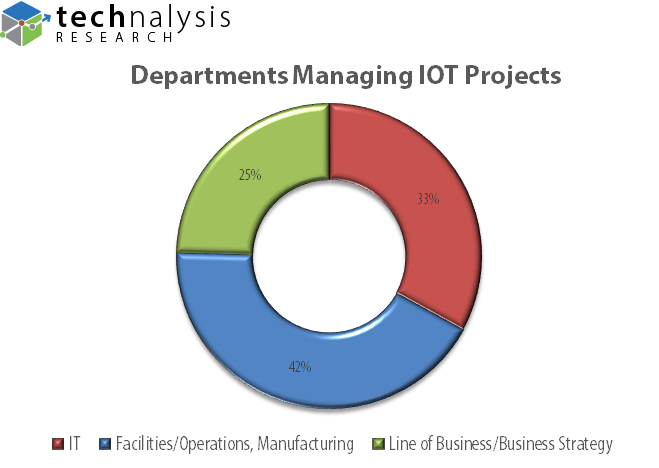 technalysis
RESEARCH
Departments Managing IOT Projects
25%
33%
42%
IT
Facilities/Operations, Manufacturing
Line of Business/Business Strategy